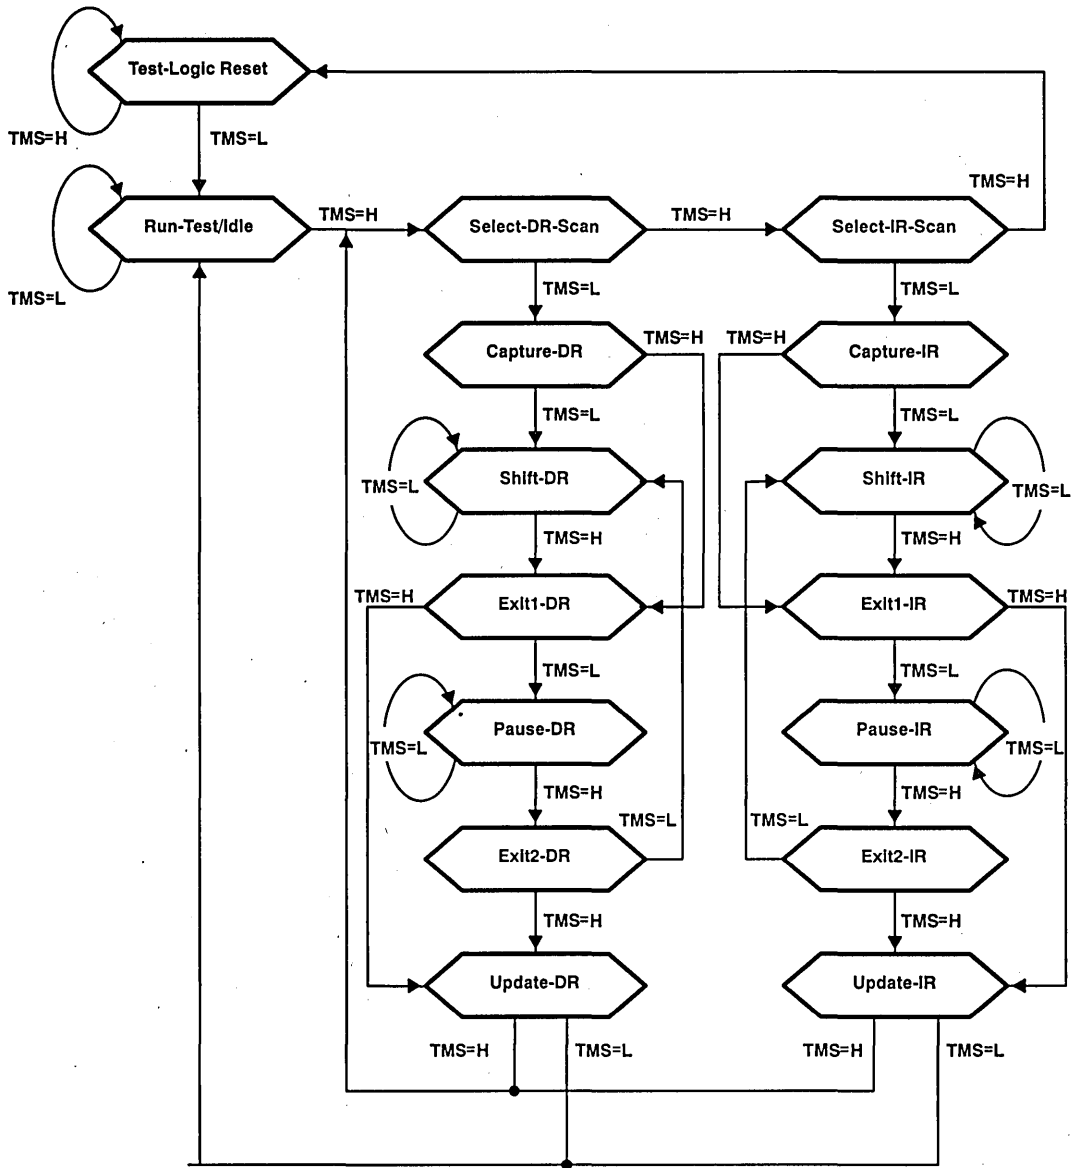 Test-Logic Reset
TMS=H
TMS=L
TMS=H
Run-Test/Idle
TMS=H
Select-DR-Scan
TMS=H
Select-IR-Scan
TMS=L
TMS=L
TMS=L
Capture-DR
TMS=H
TMS=H
Capture-IR
TMS=L
TMS=L
Shift-DR
TMS=L
Shift-IR
TMS=L
TMS=H
TMS=H
TMS=H
Exit1-DR
Exit1-IR
TMS=H
TMS=L
TMS=L
Pause-DR
TMS=L
Pause-IR
TMS=L
TMS=H
TMS=H
TMS=L
TMS=L
Exit2-DR
Exit2-IR
TMS=H
TMS=H
Update-DR
Update-IR
TMS=H
TMS=L
TMS=H
TMS=L